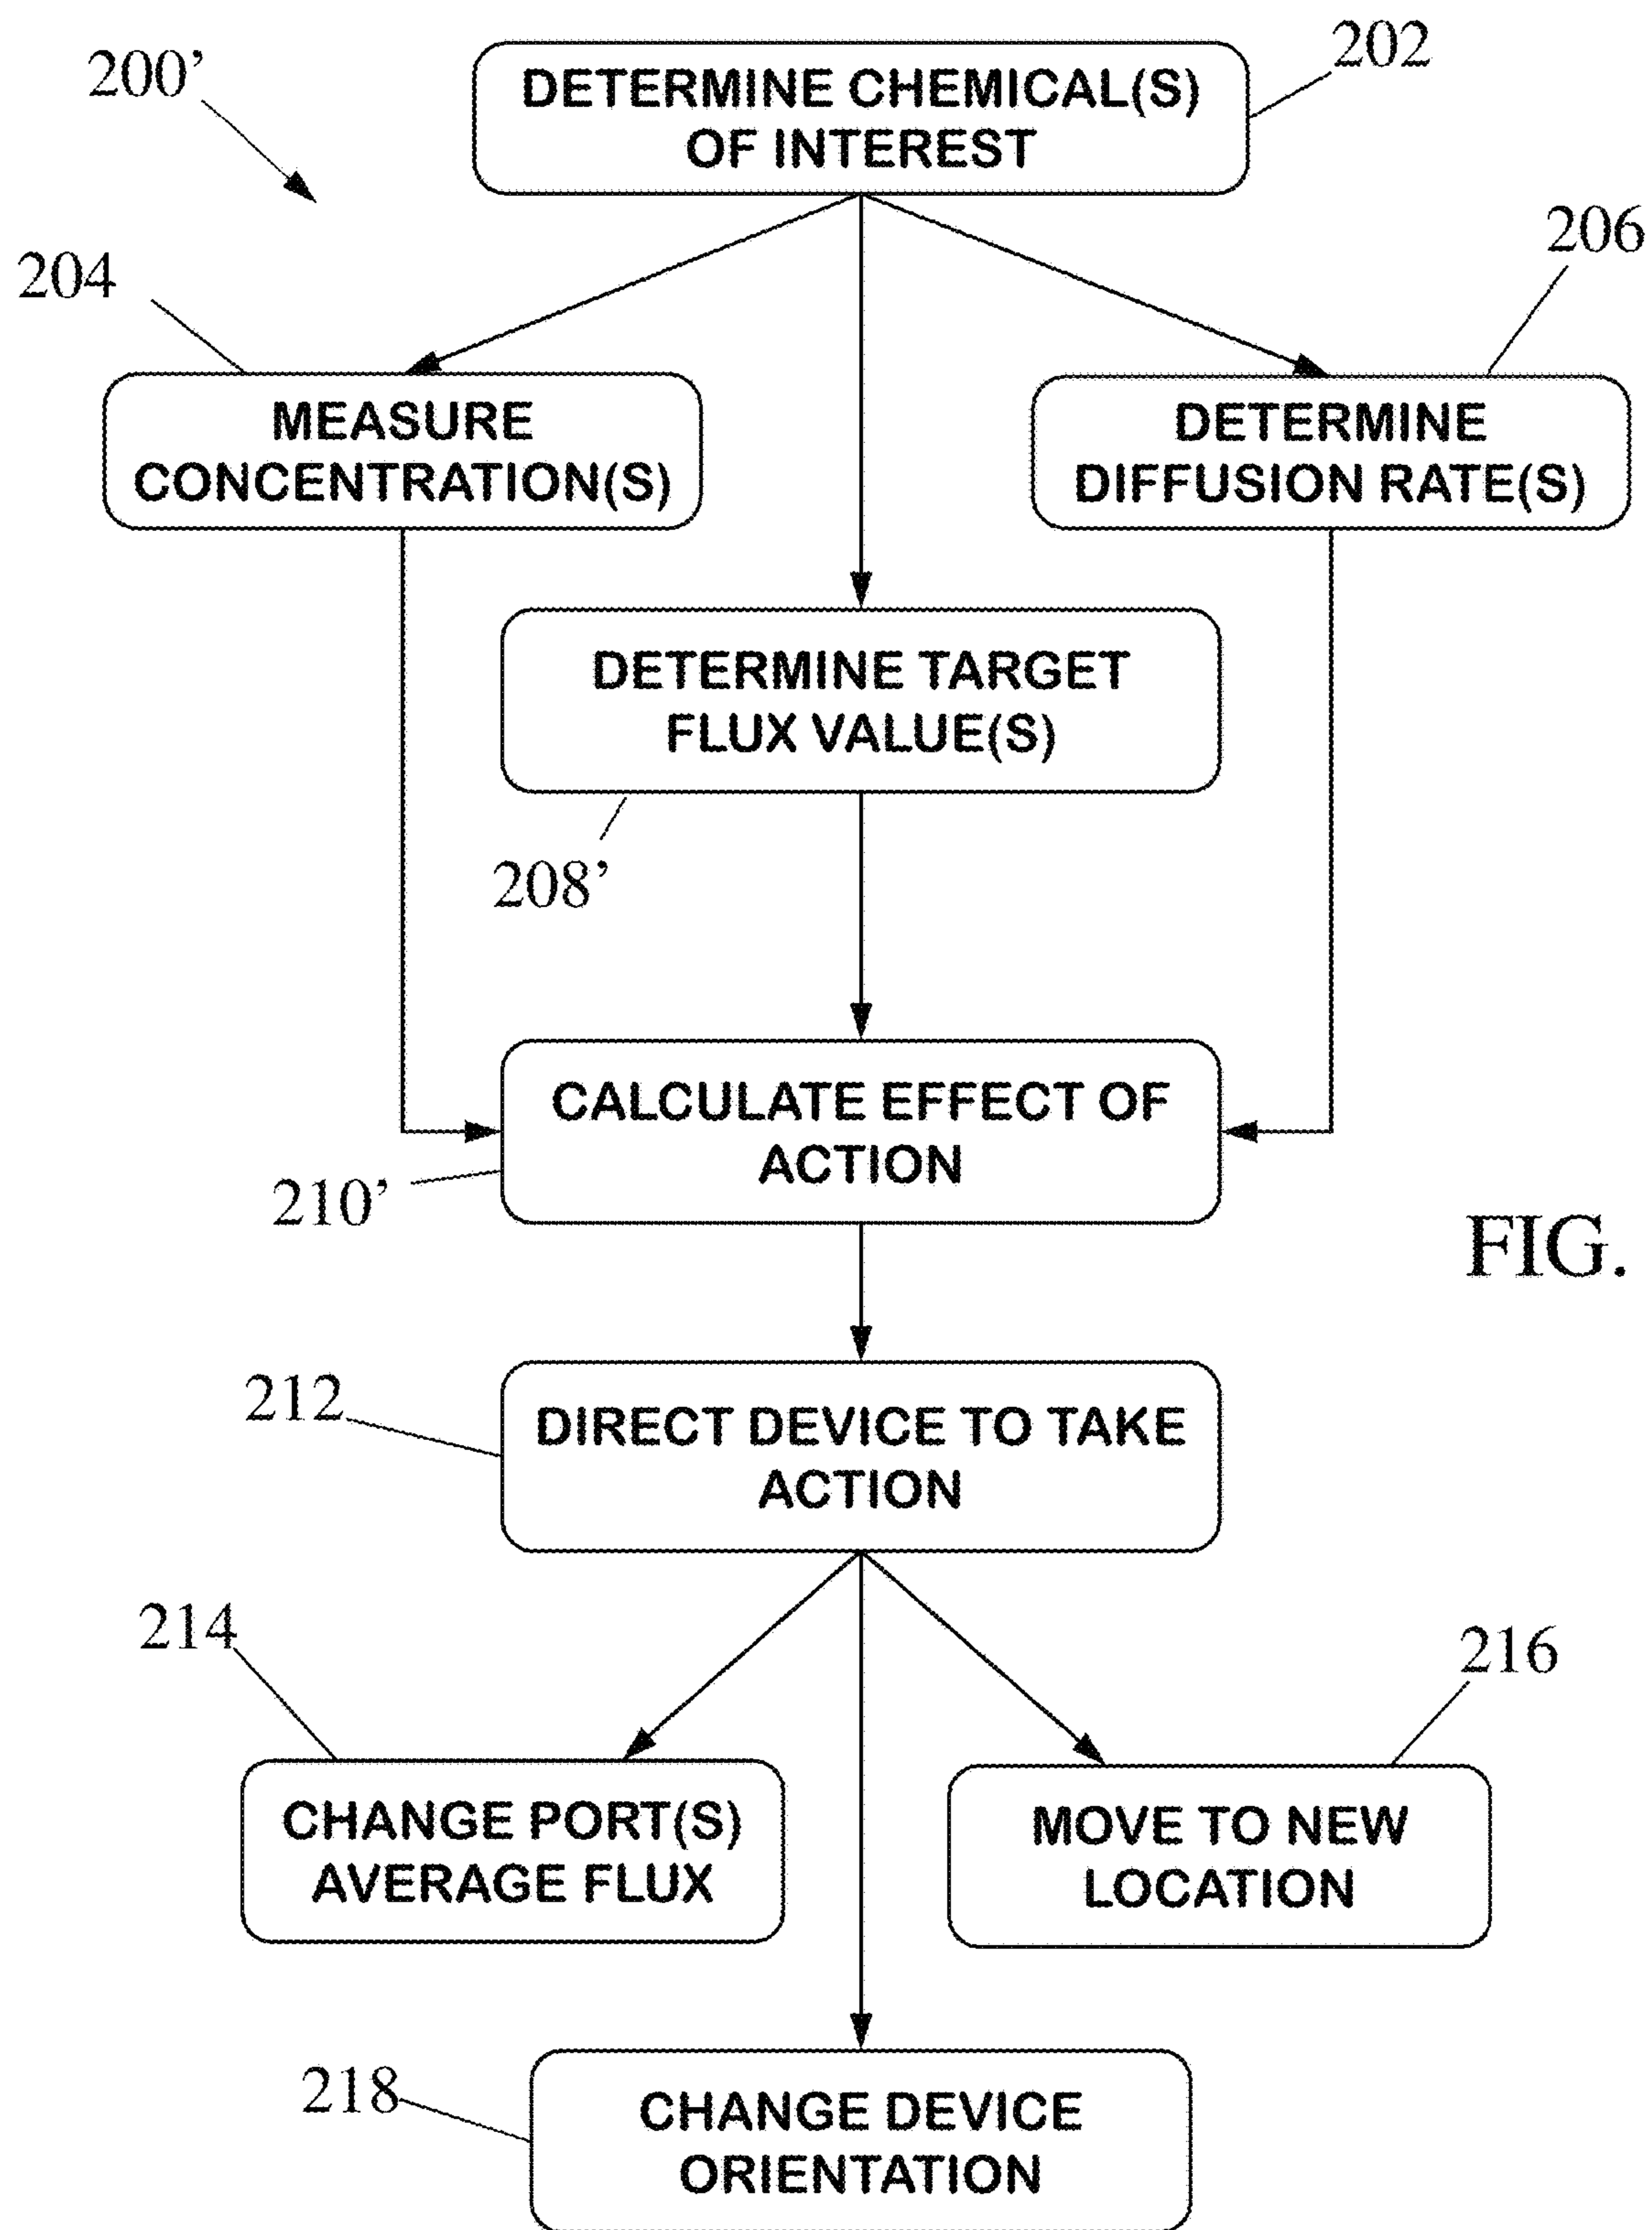 200’
202
DETERMINE CHEMICAL(S)
OF INTEREST
204
206
MEASURE
CONCENTRATION(S)
DETERMINE
DIFFUSION RATE(S)
DETERMINE TARGET
FLUX VALUE(S)
208’
CALCULATE EFFECT OF
ACTION
210’
FIG.
212
DIRECT DEVICE TO TAKE
ACTION
214
216
CHANGE PORT(S)
AVERAGE FLUX
MOVE TO NEW
LOCATION
218
CHANGE DEVICE
ORIENTATION